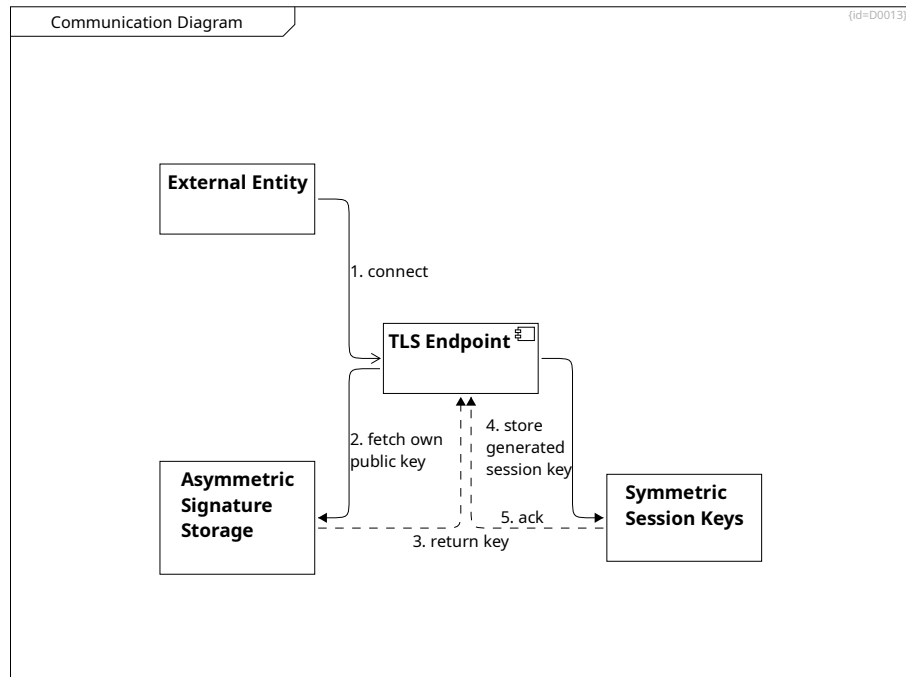 Communication Diagram
{id=D0013}
External Entity
1. connect
TLS Endpoint
2. fetch own
public key
4. store
generated
session key
Asymmetric
Signature
Storage
Symmetric
Session Keys
5. ack
3. return key